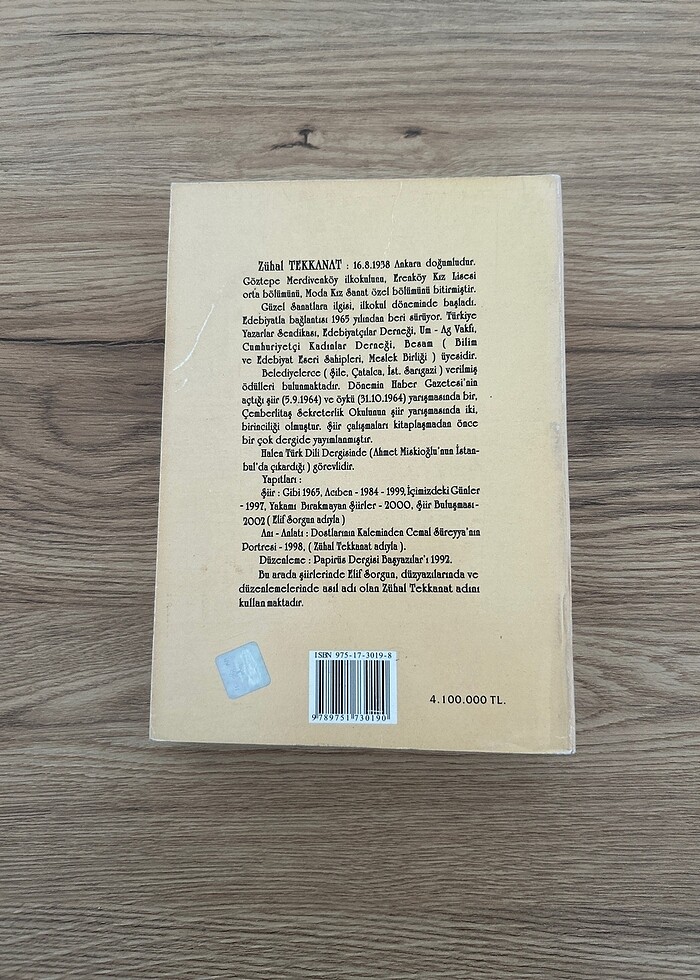 Zühal TEKKANAT : 16.8.1938 Ankara doğumludur.
Göztepe Merdivenköy ilkokulunu, Erenköy Kız Lisesi
orta bölümünü, Moda Kız Sanat özel bölümünü bitirmiştir.
Güzel Sanatlara ilgisi, ilkokul döneminde başladı.
Edebiyatla bağlantısı 1965 yılından beri sürüyor. Türkiye
Yazarlar Sendikası, Edebiyatçılar Derneği, Um - Ag Vakfı,
Cumhuriyetçi Kadınlar Derneği, Besam ( Bilim
ve Edebiyat Eseri Sahipleri, Meslek Birliği ) üyesidir.
Belediyelerce ( Şile, Çatalca, İst. Sarıgazi ) verilmiş
ödülleri bulunmaktadır. Dönemin Haber Gazetesi'nin
açtığı şiir (5.9.1964) ve öykü (31.10.1964) yarışmasında bir,
Çemberlitaş Sekreterlik Okulunun şiir yarışmasında iki,
birinciliği olmuştur. Şiir çalışmaları kitaplaşmadan önce
bir çok dergide yayımlanmıştır.
Halen Türk Dili Dergisinde (Ahmet Miskioğlu'nun İstan-
bul'da çıkardığı ) görevlidir.
Yapıtları :
Şiir : Gibi 1965, Acıben - 1984 - 1999, İçimizdeki Günler
- 1997, Yakamı Bırakmayan Şiirler - 2000, Şiir Buluşması-
2002 ( Elif Sorgun adıyla )
Anı - Anlatı : Dostlarının Kaleminden Cemal Süreyya'nın
Portresi - 1998, ( Zühal Tekkanat adıyla ).
Düzenleme : Papirüs Dergisi Başyazılar'ı 1992.
Bu arada şiirlerinde Elif Sorgun, düzyazılarında ve
düzenlemelerinde asıl adı olan Zühal Tekkanat adını
kullanmaktadır.
ISBN 975-17-3019-8
9789751730190
4.100.000 TL.